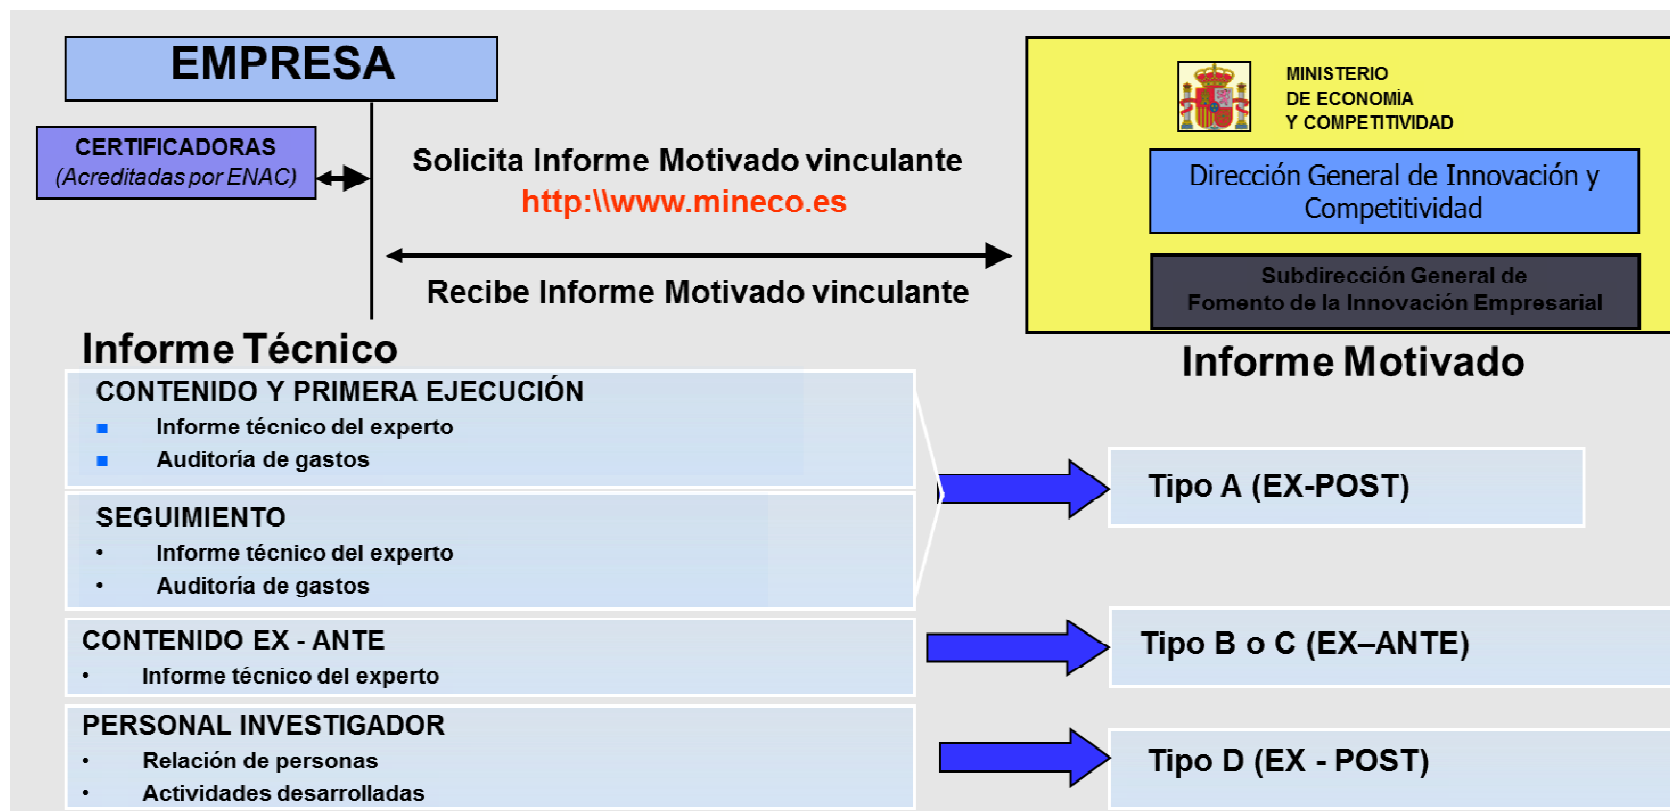 EMPRESA
CERTIFICADORAS
(Acreditadas por ENAC)
Solicita Informe Motivado vinculante
http:\\www.mineco.es
Recibe Informe Motivado vinculante
MINISTERIO
DE ECONOMÍA
Y COMPETITIVIDAD
Dirección General de Innovación y
Competitividad
Subdirección General de
Fomento de la Innovación Empresarial
Informe Técnico
CONTENIDO Y PRIMERA EJECUCIÓN
Informe técnico del experto
Auditoría de gastos
SEGUIMIENTO
• Informe técnico del experto
• Auditoría de gastos
CONTENIDO EX - ANTE
• Informe técnico del experto
PERSONAL INVESTIGADOR
• Relación de personas
• Actividades desarrolladas
Informe Motivado
Tipo A (EX-POST)
Tipo B o C (EX–ANTE)
Tipo D (EX - POST)